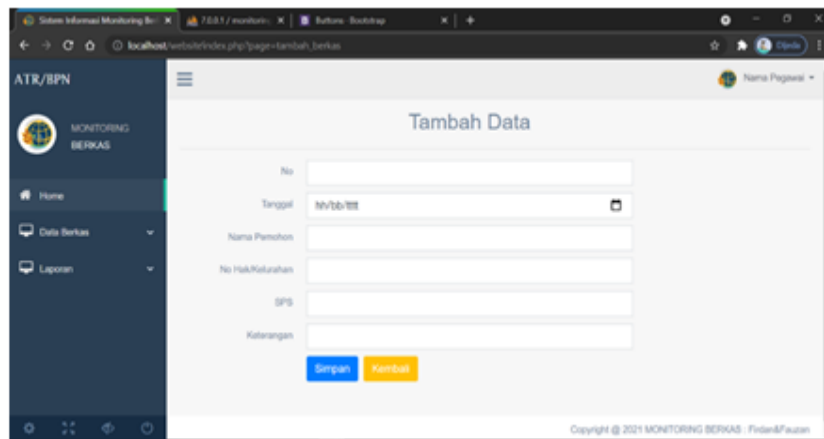 Sistem Informasi Monitoring Ber
7.0.0.1 / monitorin
Buttons · Bootstrap
localhost/website/index.php?page=tambah_berkas
Dijeda
ATR/BPN
Nama Pegawai
MONITORING
BERKAS
Tambah Data
Home
Data Berkas
Laporan
No
Tanggal
hh/bb/tttt
Nama Pemohon
No Hak/Kelurahan
SPS
Keterangan
Simpan
Kembali
Copyright @ 2021 MONITORING BERKAS : Firdan&Fauzan